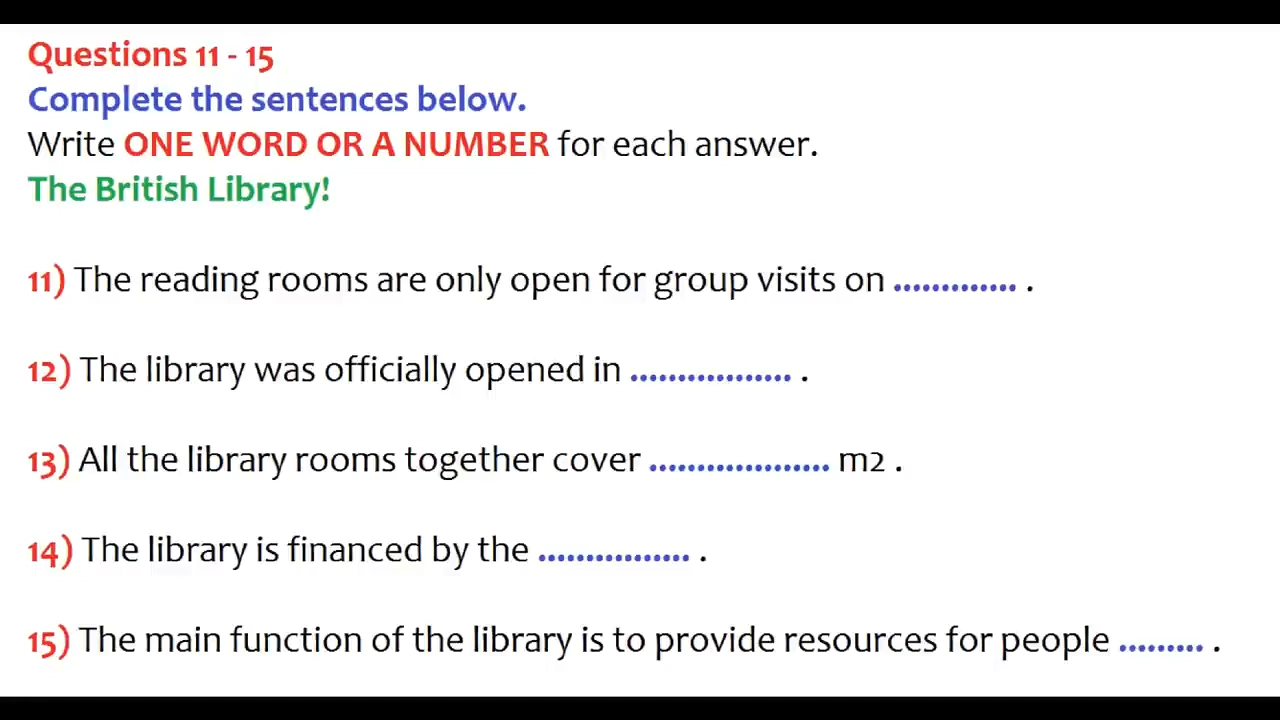 Questions 11 - 15
Complete the sentences below.
Write ONE WORD OR A NUMBER for each answer.
The British Library!
11) The reading rooms are only open for group visits on ............. .
12) The library was officially opened in ................. .
13) All the library rooms together cover ................... m2 .
14) The library is financed by the ................ .
15) The main function of the library is to provide resources for people ......... .